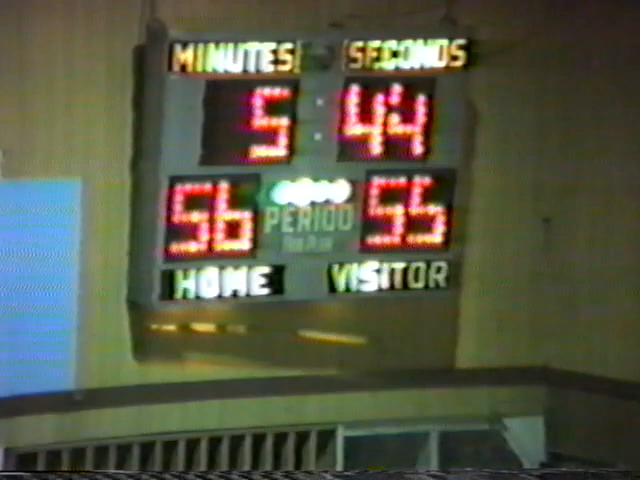 MINUTES SECONDS
5 : 44
56 55
PERIOD
HOME VISITOR